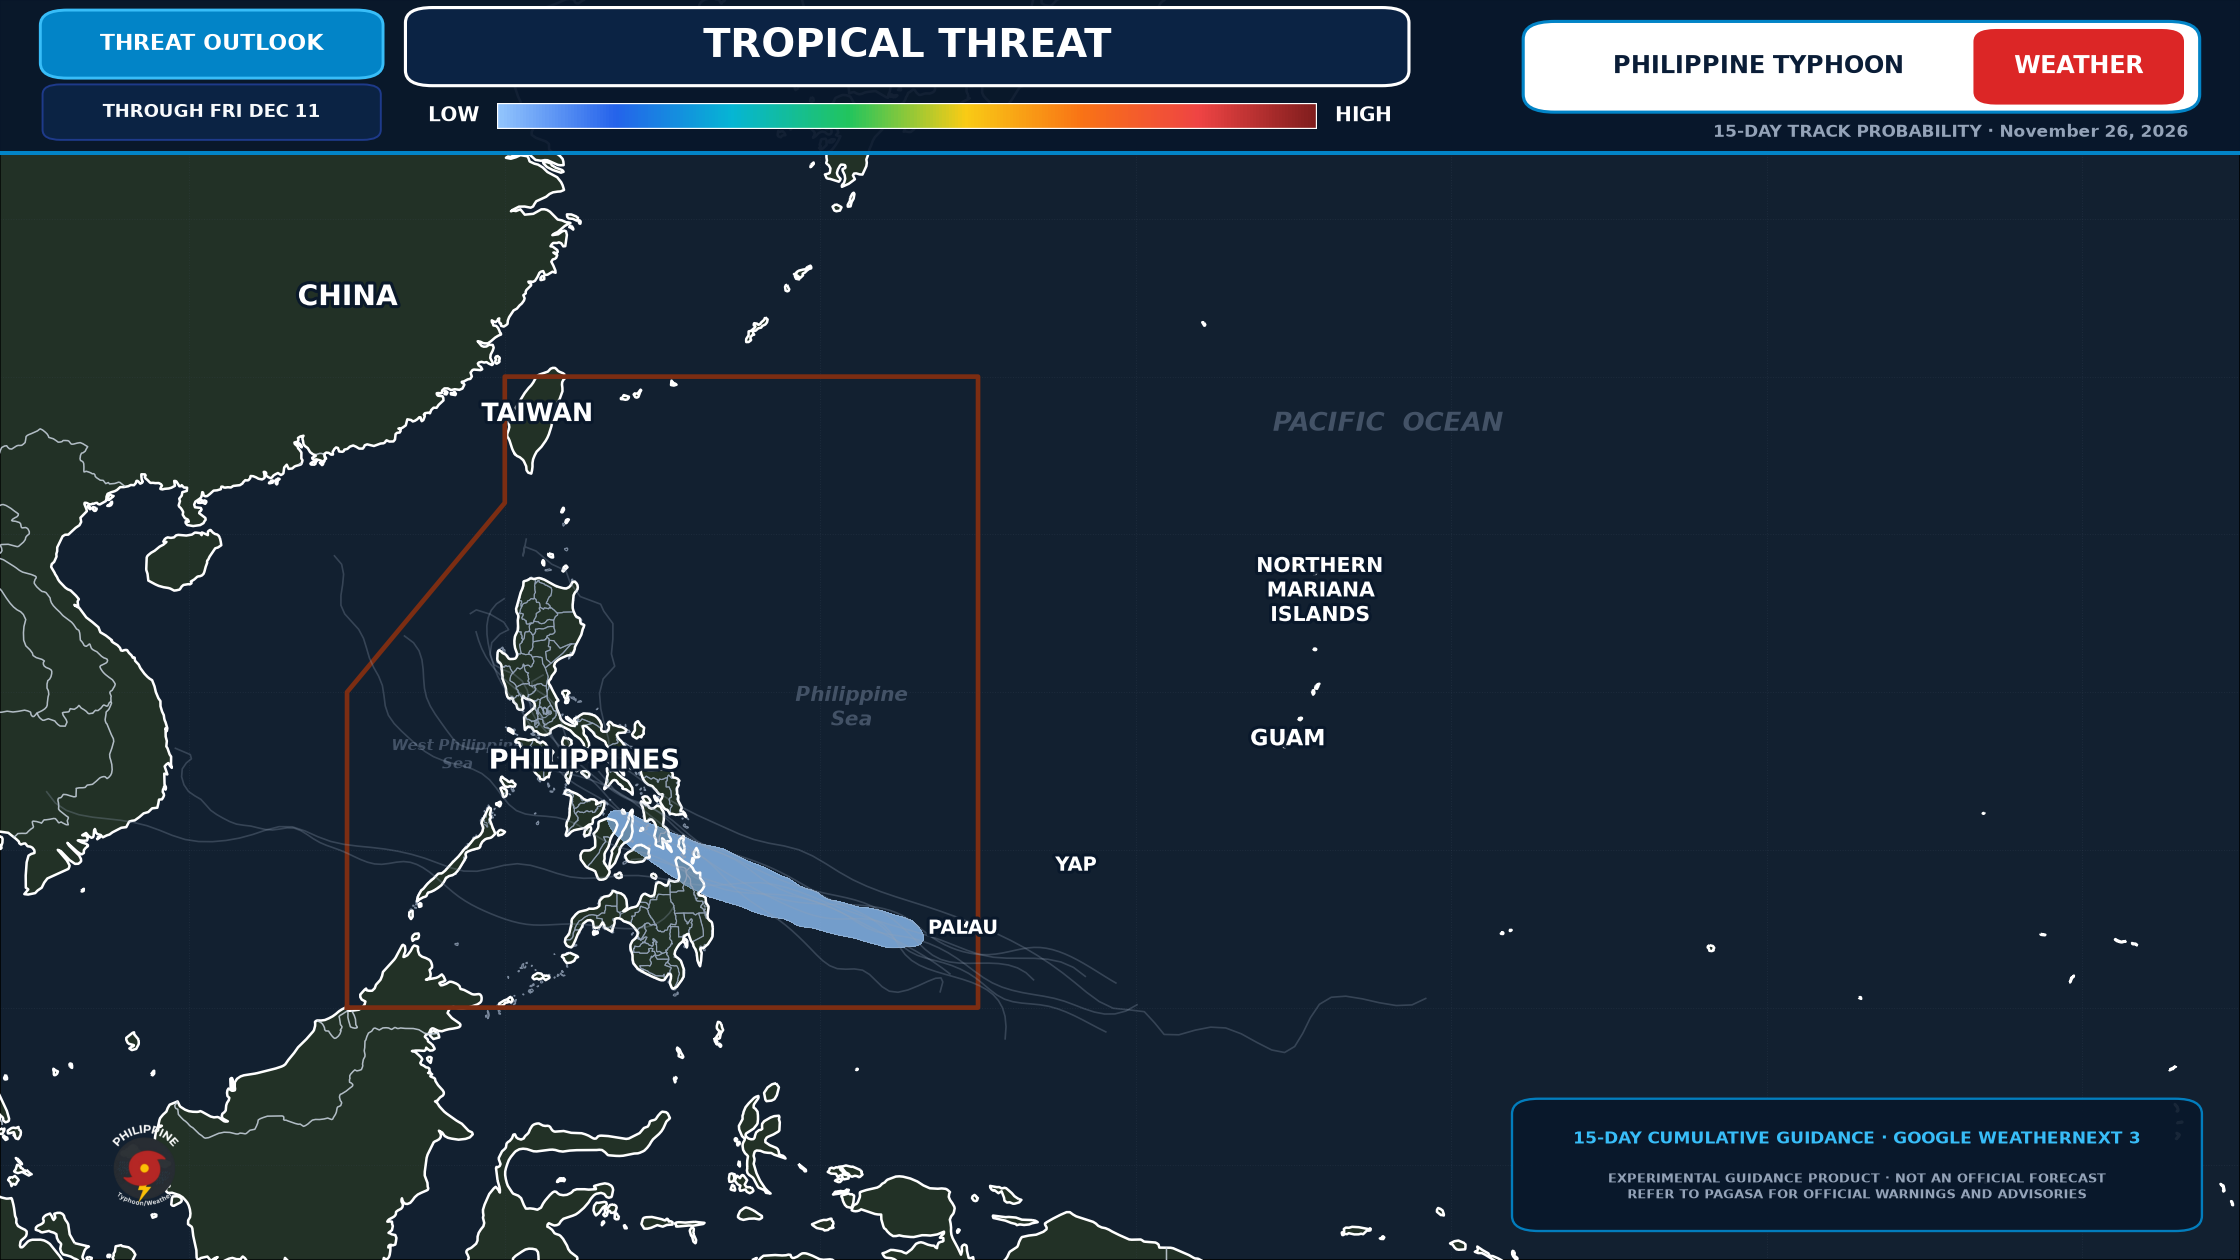 THREAT OUTLOOK
TROPICAL THREAT
PHILIPPINE TYPHOON WEATHER
THROUGH FRI DEC 11
LOW HIGH
15-DAY TRACK PROBABILITY · November 26, 2026
CHINA
TAIWAN
PACIFIC OCEAN
NORTHERN
MARIANA
ISLANDS
Philippine
Sea
GUAM
West Philippin
Sea
PHILIPPINES
YAP
PALAU
15-DAY CUMULATIVE GUIDANCE · GOOGLE WEATHERNEXT 3
EXPERIMENTAL GUIDANCE PRODUCT · NOT AN OFFICIAL FORECAST
REFER TO PAGASA FOR OFFICIAL WARNINGS AND ADVISORIES
PHILIPPINE
Typhoon/Weather